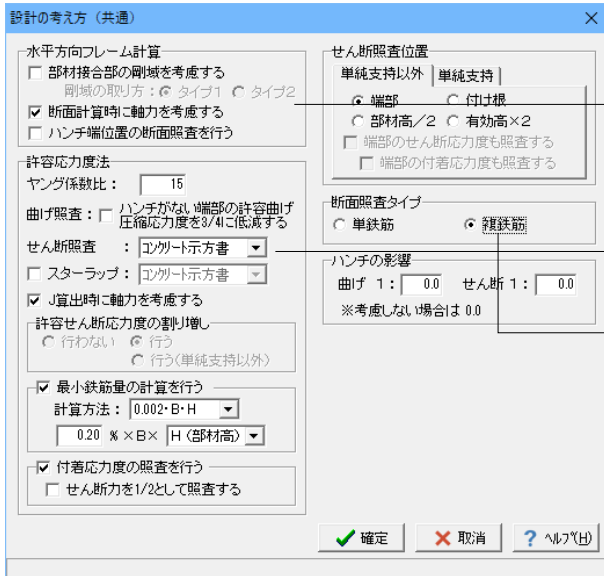 設計の考え方（共通）
水平方向フレーム計算
部材接合部の剛域を考慮する
剛域の取り方： タイプ1 タイプ2
断面計算時に軸力を考慮する
ハンチ端位置の断面照査を行う
許容応力度法
ヤング係数比： 15
曲げ照査： ハンチがない端部の許容曲げ
圧縮応力度を3/4に低減する
せん断照査 ： コンクリート示方書
スターラップ： コンクリート示方書
J算出時に軸力を考慮する
許容せん断応力度の割り増し
行わない 行う
行う(単純支持以外)
最小鉄筋量の計算を行う
計算方法： 0.002・B・H
0.20 %×B× H（部材高）
付着応力度の照査を行う
せん断力を1/2として照査する
せん断照査位置
単純支持以外 単純支持
端部 付け根
部材高／2 有効高×2
端部のせん断応力度も照査する
端部の付着応力度も照査する
断面照査タイプ
単鉄筋 複鉄筋
ハンチの影響
曲げ 1： 0.0 せん断 1： 0.0
※考慮しない場合は 0.0
確定 取消 ? ヘルプ(H)